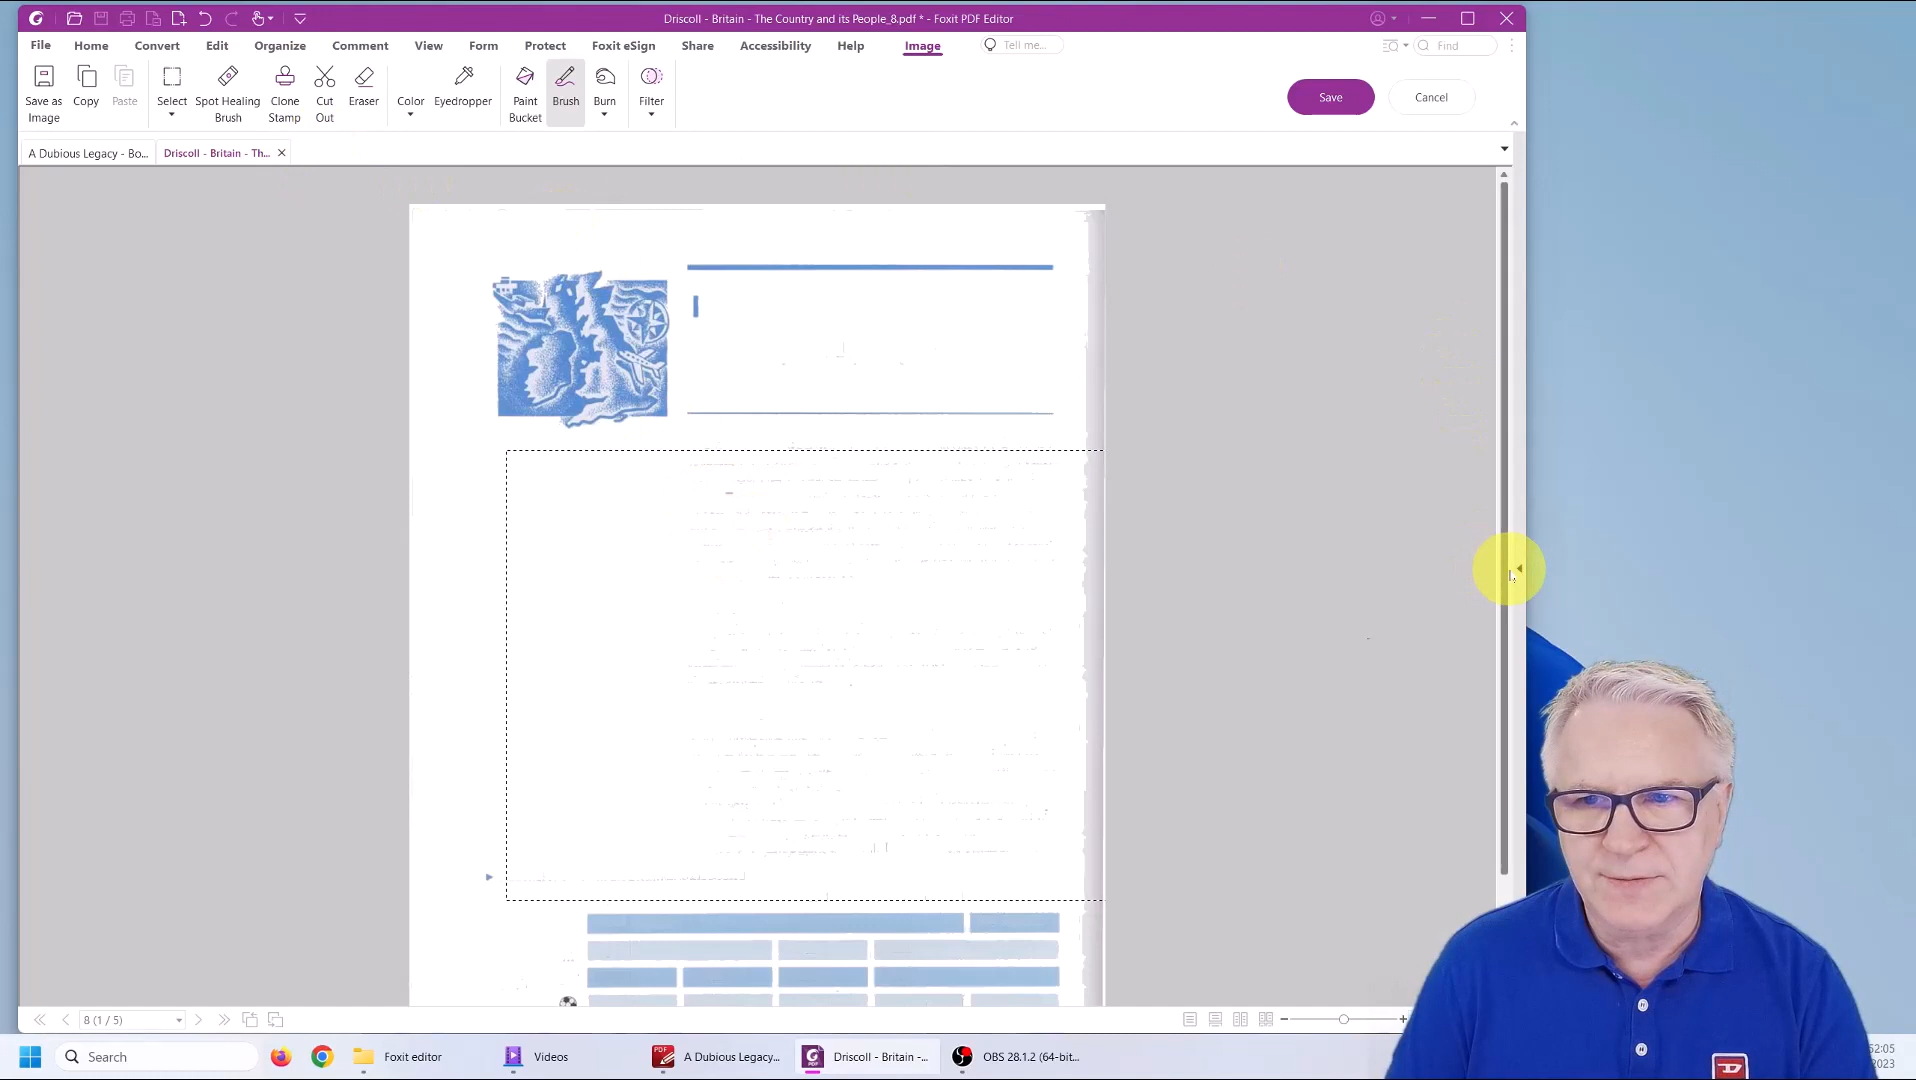 Driscoll - Britain - The Country and its People_8.pdf * - Foxit PDF Editor
File Home Convert Edit Organize Comment View Form Protect Foxit eSign Share Accessibility Help Image Tell me... Find
Save as Image Copy Paste Select Spot Healing Brush Clone Stamp Cut Out Eraser Color Eyedropper Paint Bucket Brush Burn Filter Save Cancel
A Dubious Legacy - Bo... Driscoll - Britain - Th...
8 (1 / 5)
Search Foxit editor Videos A Dubious Legacy... Driscoll - Britain -... OBS 28.1.2 (64-bit...
52:05
2023